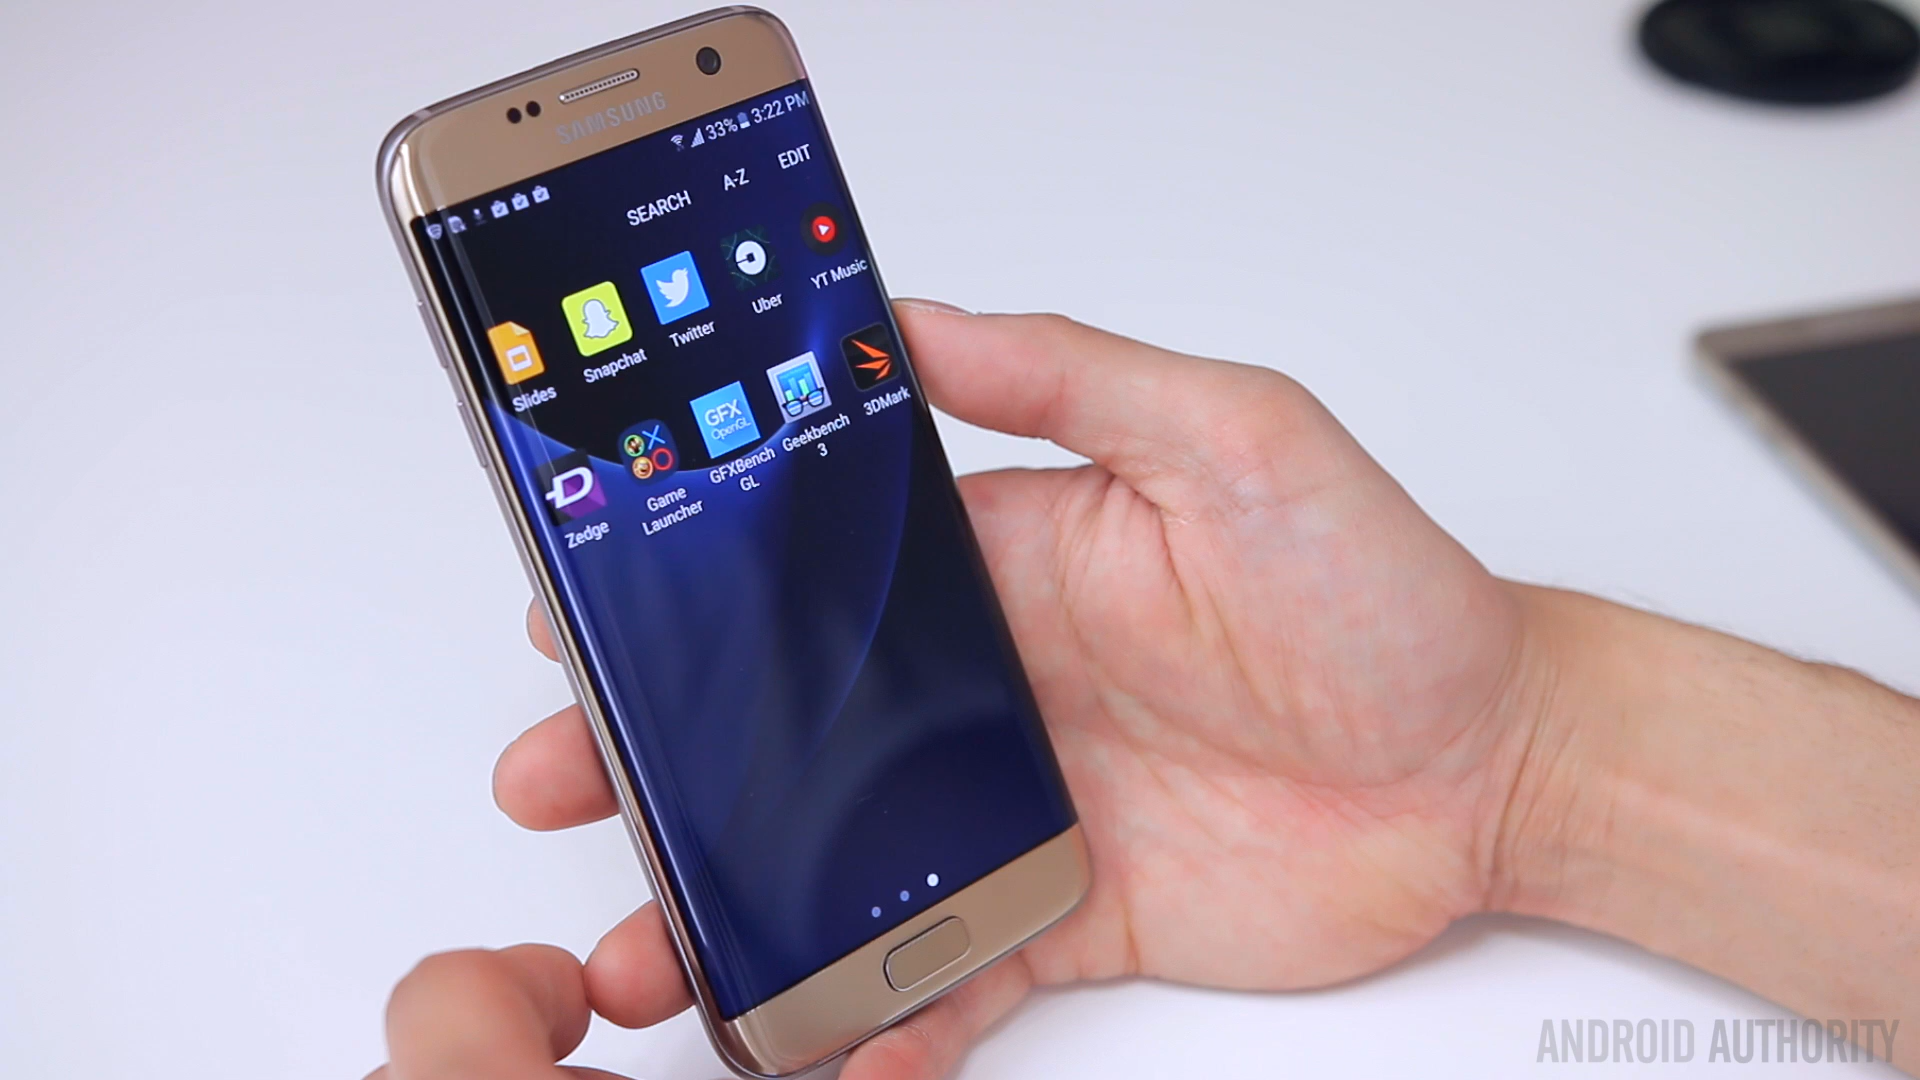 SAMSUNG
33% 3:22 PM
SEARCH A-Z EDIT
Slides Snapchat Twitter Uber YT Music
GFX
OpenGL
Zedge Game Launcher GFXBench GL Geekbench 3 3DMark
ANDROID AUTHORITY